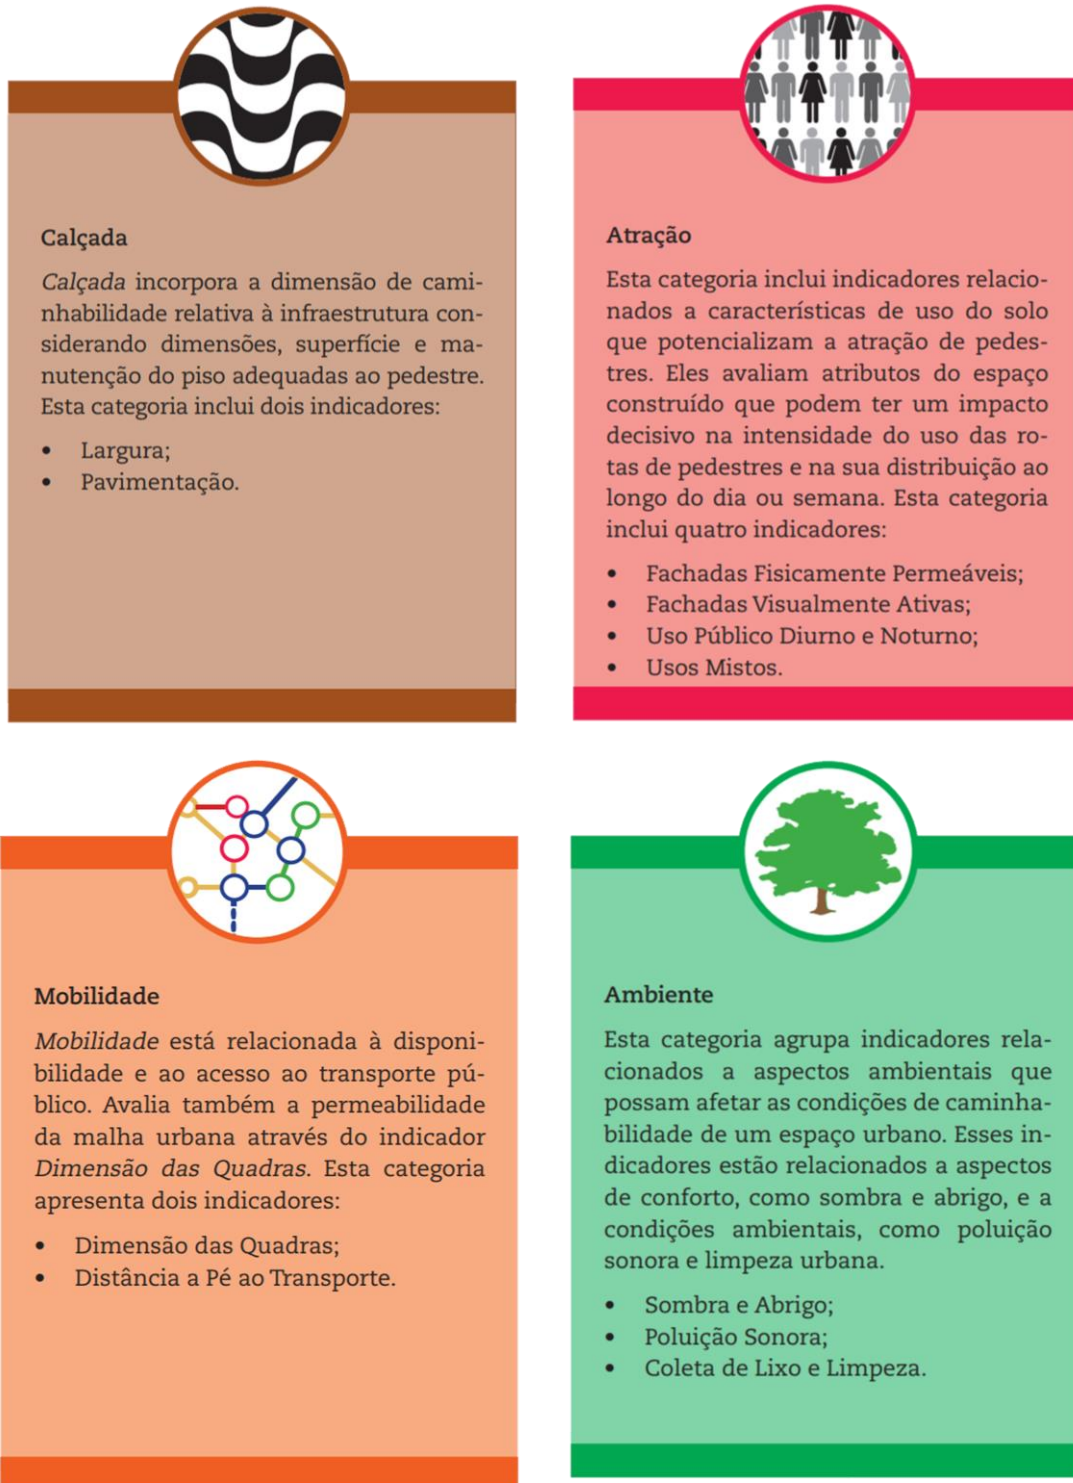 Calçada
Calçada incorpora a dimensão de cami-
nhabilidade relativa à infraestrutura con-
siderando dimensões, superfície e ma-
nutenção do piso adequadas ao pedestre.
Esta categoria inclui dois indicadores:
• Largura;
• Pavimentação.
Atração
Esta categoria inclui indicadores relacio-
nados a características de uso do solo
que potencializam a atração de pedes-
tres. Eles avaliam atributos do espaço
construído que podem ter um impacto
decisivo na intensidade do uso das ro-
tas de pedestres e na sua distribuição ao
longo do dia ou semana. Esta categoria
inclui quatro indicadores:
• Fachadas Fisicamente Permeáveis;
• Fachadas Visualmente Ativas;
• Uso Público Diurno e Noturno;
• Usos Mistos.
Mobilidade
Mobilidade está relacionada à disponi-
bilidade e ao acesso ao transporte pú-
blico. Avalia também a permeabilidade
da malha urbana através do indicador
Dimensão das Quadras. Esta categoria
apresenta dois indicadores:
• Dimensão das Quadras;
• Distância a Pé ao Transporte.
Ambiente
Esta categoria agrupa indicadores rela-
cionados a aspectos ambientais que
possam afetar as condições de caminha-
bilidade de um espaço urbano. Esses in-
dicadores estão relacionados a aspectos
de conforto, como sombra e abrigo, e a
condições ambientais, como poluição
sonora e limpeza urbana.
• Sombra e Abrigo;
• Poluição Sonora;
• Coleta de Lixo e Limpeza.